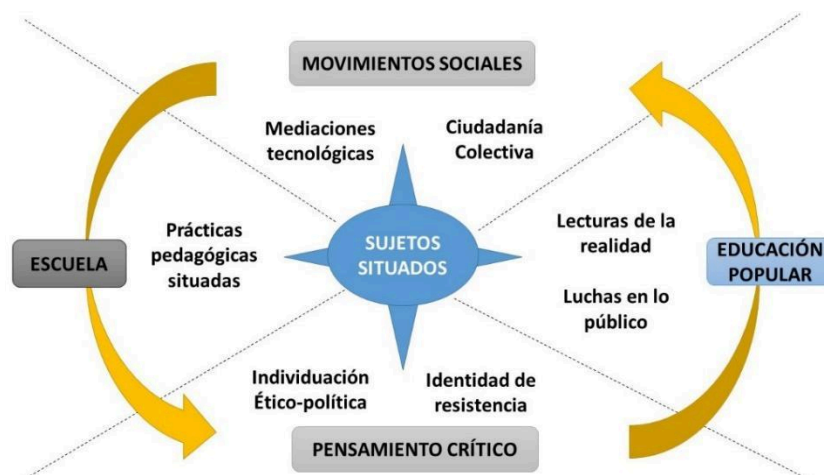 MOVIMIENTOS SOCIALES
Mediaciones
tecnológicas
Ciudadanía
Colectiva
Prácticas
pedagógicas
situadas
ESCUELA
SUJETOS
SITUADOS
Lecturas de la
realidad
Luchas en lo
público
EDUCACIÓN
POPULAR
Individuación
Ético-política
Identidad de
resistencia
PENSAMIENTO CRÍTICO